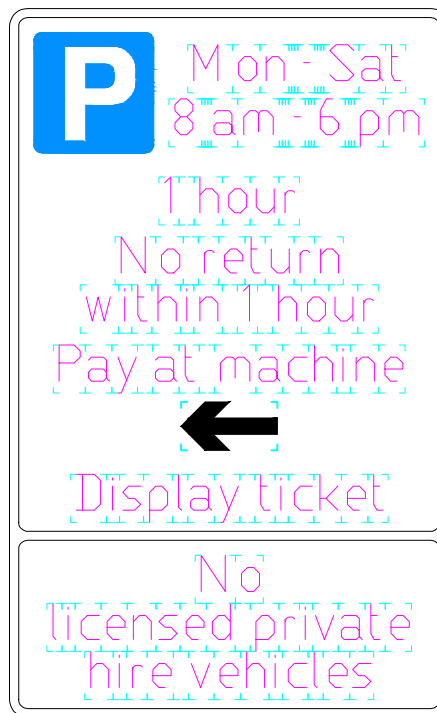 P
Mon - Sat
8 am - 6 pm
1 hour
No return
within 1 hour
Pay at machine
Display ticket
No
licensed private
hire vehicles